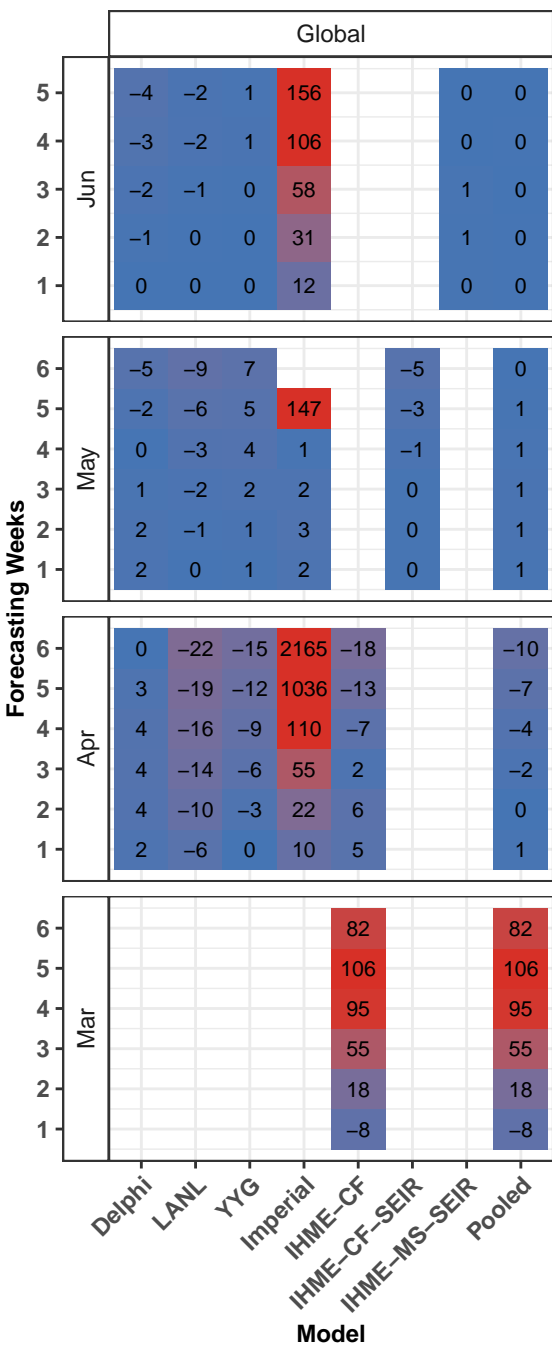 Global
Jun
5 −4 −2 1 156 0 0
4 −3 −2 1 106 0 0
3 −2 −1 0 58 1 0
2 −1 0 0 31 1 0
1 0 0 0 12 0 0
May
6 −5 −9 7 −5 0
5 −2 −6 5 147 −3 1
4 0 −3 4 1 −1 1
3 1 −2 2 2 0 1
2 2 −1 1 3 0 1
1 2 0 1 2 0 1
Forecasting Weeks
Apr
6 0 −22 −15 2165 −18 −10
5 3 −19 −12 1036 −13 −7
4 4 −16 −9 110 −7 −4
3 4 −14 −6 55 2 −2
2 4 −10 −3 22 6 0
1 2 −6 0 10 5 1
Mar
6 82 82
5 106 106
4 95 95
3 55 55
2 18 18
1 −8 −8
Delphi
LANL
YYG
Imperial
IHME−CF
IHME−CF−SEIR
IHME−MS−SEIR
Pooled
Model